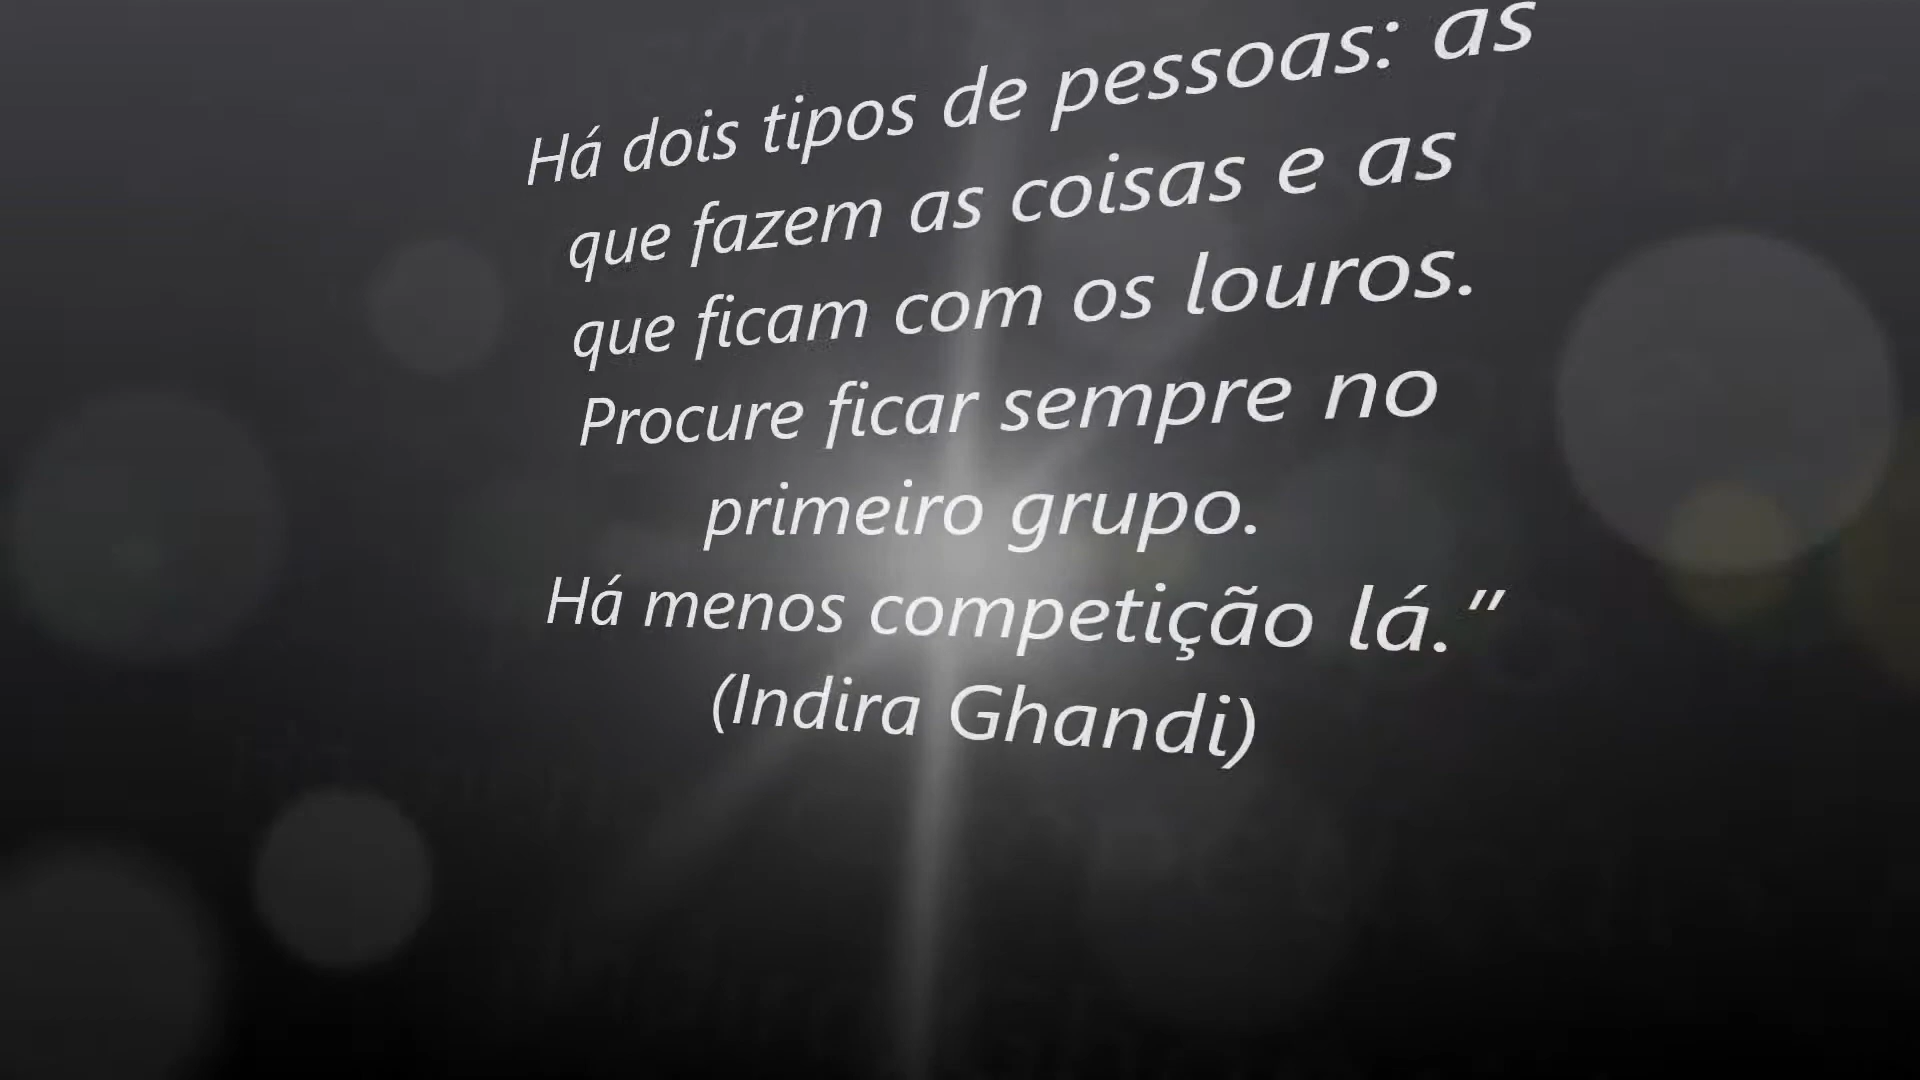 Há dois tipos de pessoas: as
que fazem as coisas e as
que ficam com os louros.
Procure ficar sempre no
primeiro grupo.
Há menos competição lá.”
(Indira Ghandi)